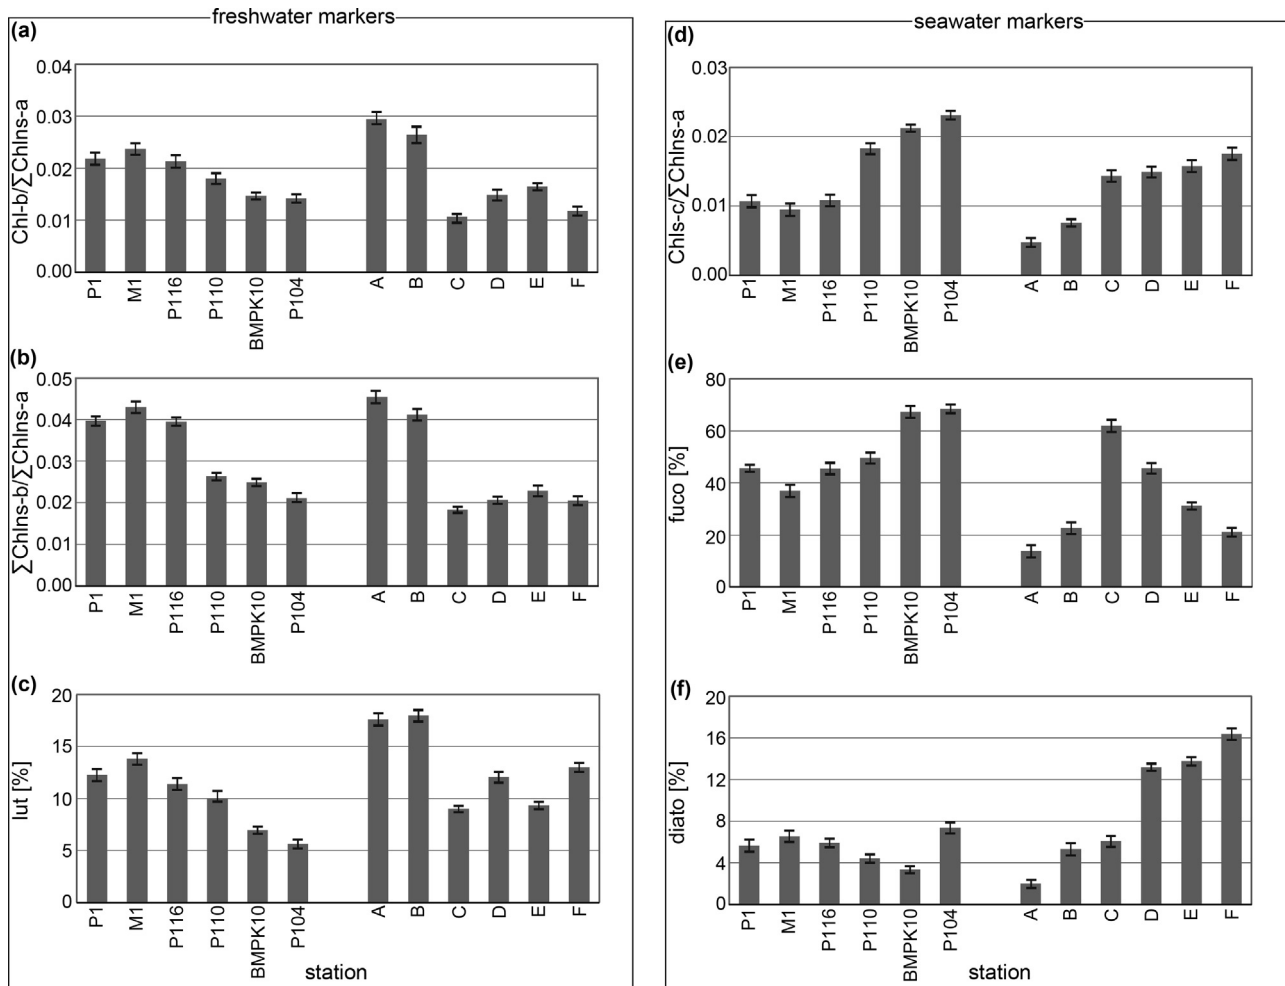 freshwater markers
(a)
Chl-b/∑Chlns-a
0.04
0.03
0.02
0.01
0.00
P1
M1
P116
P110
BMPK10
P104
A
B
C
D
E
F
(b)
∑Chlns-b/∑Chlns-a
0.05
0.04
0.03
0.02
0.01
0.00
P1
M1
P116
P110
BMPK10
P104
A
B
C
D
E
F
(c)
lut [%]
20
15
10
5
0
P1
M1
P116
P110
BMPK10
P104
A
B
C
D
E
F
station
seawater markers
(d)
Chls-c/∑Chlns-a
0.03
0.02
0.01
0.00
P1
M1
P116
P110
BMPK10
P104
A
B
C
D
E
F
(e)
fuco [%]
80
60
40
20
0
P1
M1
P116
P110
BMPK10
P104
A
B
C
D
E
F
(f)
diato [%]
20
16
12
8
4
0
P1
M1
P116
P110
BMPK10
P104
A
B
C
D
E
F
station